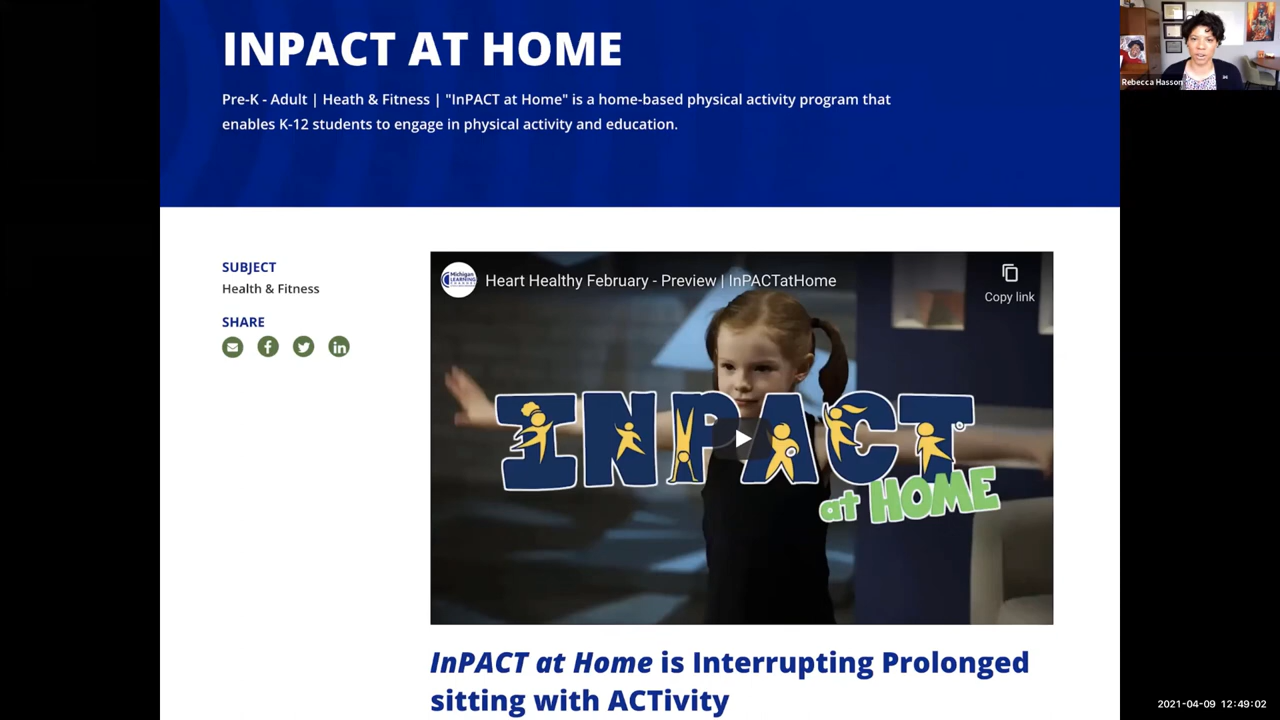 INPACT AT HOME
Pre-K - Adult | Heath & Fitness | "InPACT at Home" is a home-based physical activity program that
enables K-12 students to engage in physical activity and education.
Rebecca Hasson
SUBJECT
Health & Fitness
SHARE
Michigan
LEARNING
CHANNEL
Heart Healthy February - Preview | InPACTatHome
Copy link
INPACT
at HOME
InPACT at Home is Interrupting Prolonged
sitting with ACTivity
2021-04-09 12:49:02